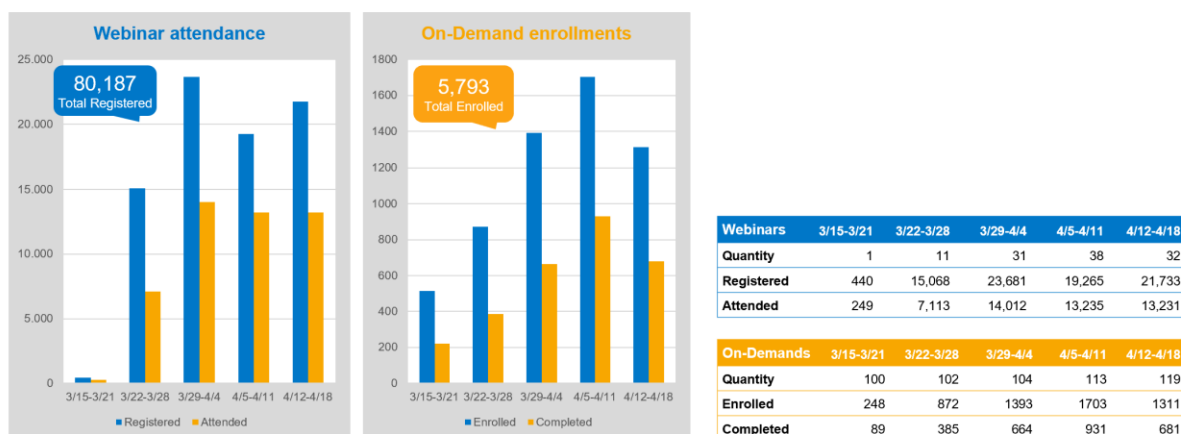 Webinar attendance
25.000
20.000
15.000
10.000
5.000
0
80,187
Total Registered
3/15-3/21 3/22-3/28 3/29-4/4 4/5-4/11 4/12-4/18
Registered Attended
On-Demand enrollments
1800
1600
1400
1200
1000
800
600
400
200
0
5,793
Total Enrolled
3/15-3/21 3/22-3/28 3/29-4/4 4/5-4/11 4/12-4/18
Enrolled Completed
Webinars 3/15-3/21 3/22-3/28 3/29-4/4 4/5-4/11 4/12-4/18
Quantity 1 11 31 38 32
Registered 440 15,068 23,681 19,265 21,733
Attended 249 7,113 14,012 13,235 13,231
On-Demands 3/15-3/21 3/22-3/28 3/29-4/4 4/5-4/11 4/12-4/18
Quantity 100 102 104 113 119
Enrolled 248 872 1393 1703 1311
Completed 89 385 664 931 681